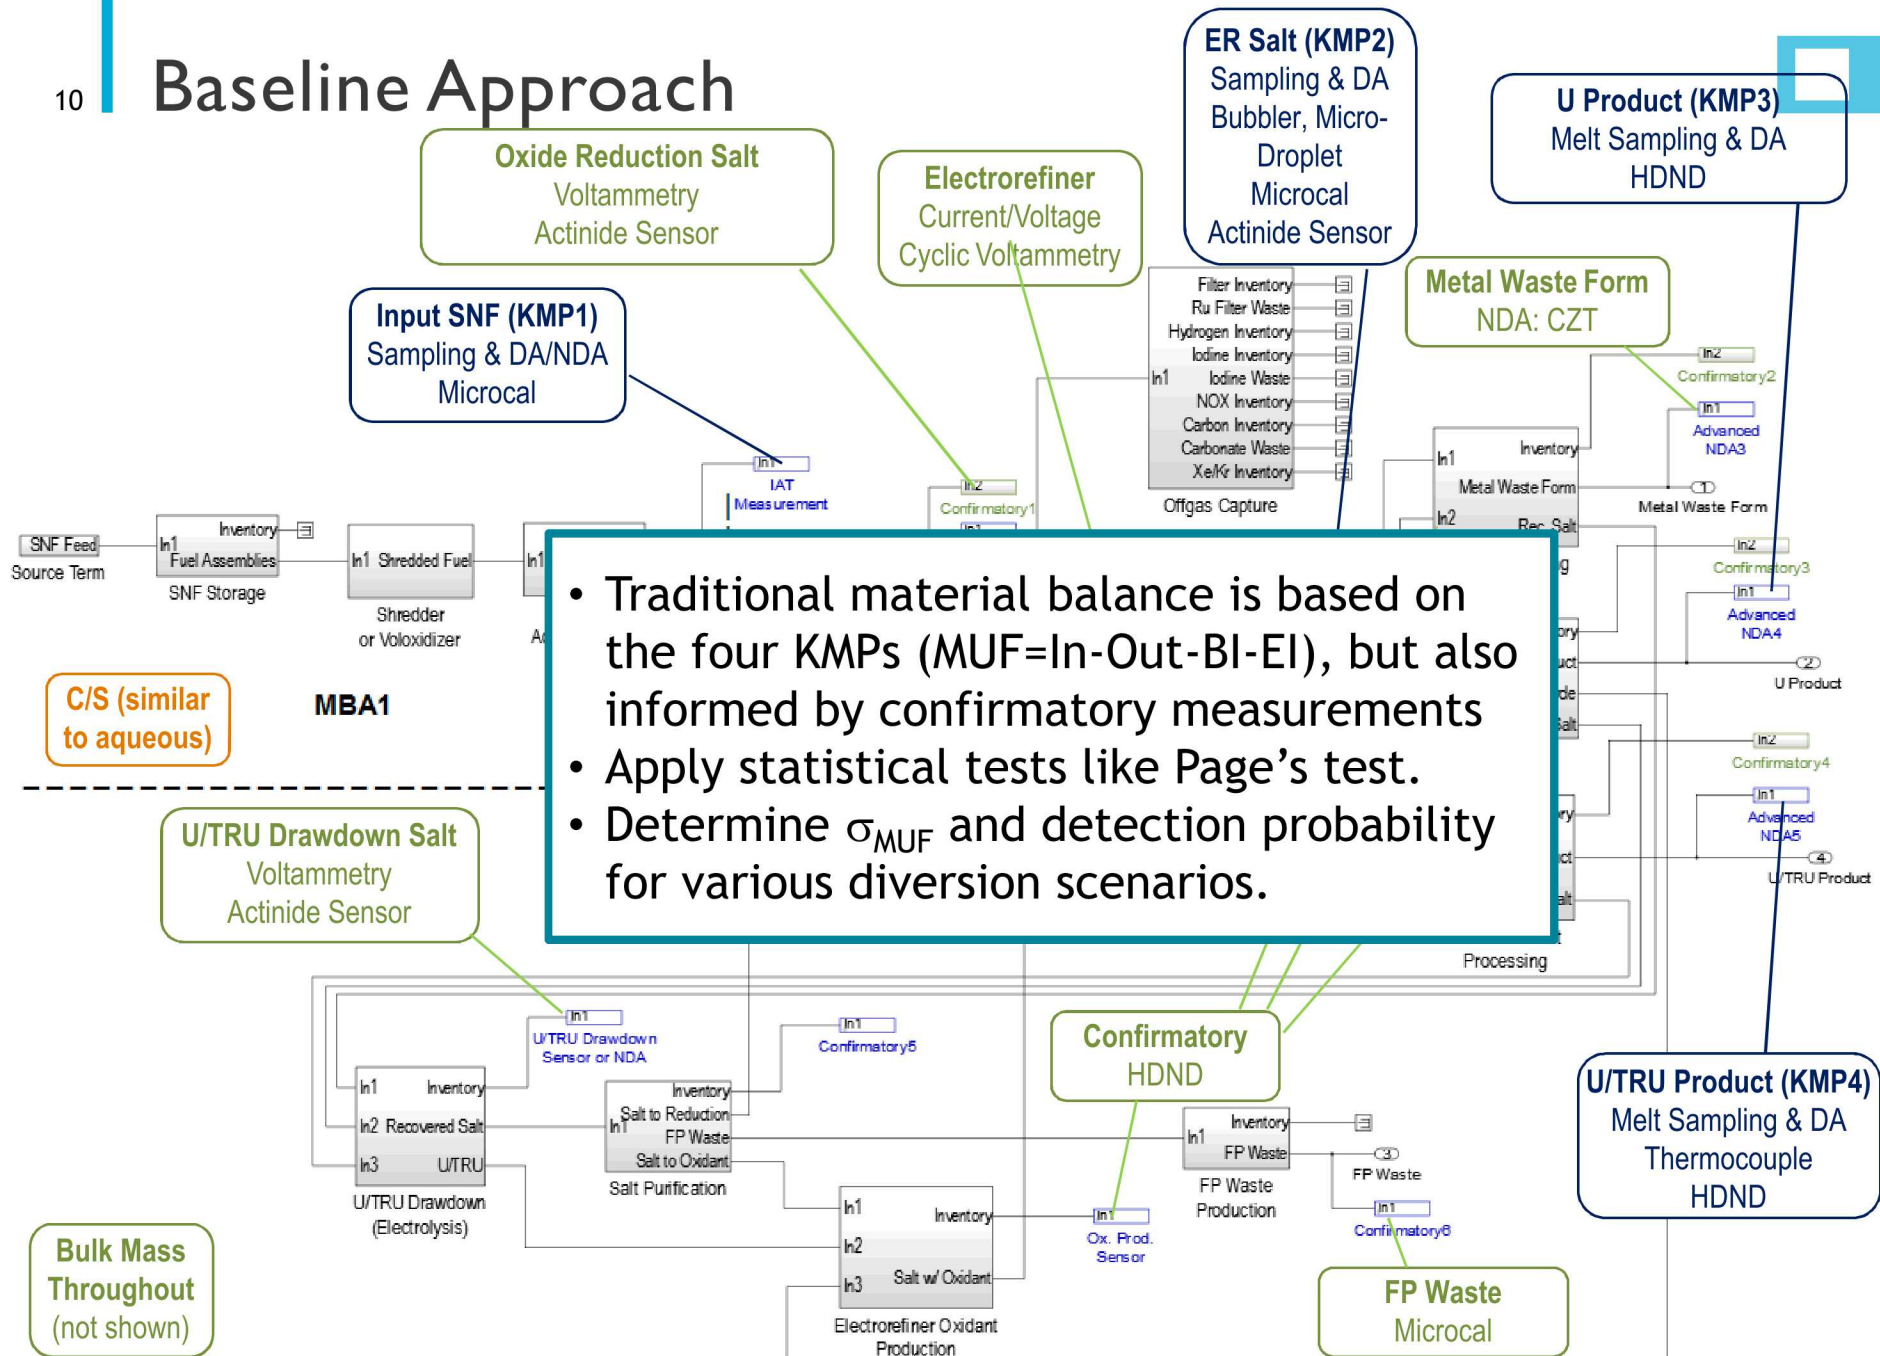 10
Baseline Approach
ER Salt (KMP2)
Sampling & DA
Bubbler, Micro-
Droplet
Microcal
Actinide Sensor
U Product (KMP3)
Melt Sampling & DA
HDND
Oxide Reduction Salt
Voltammetry
Actinide Sensor
Electrorefiner
Current/Voltage
Cyclic Voltammetry
Input SNF (KMP1)
Sampling & DA/NDA
Microcal
Metal Waste Form
NDA: CZT
Filter Inventory
Ru Filter Waste
Hydrogen Inventory
Iodine Inventory
In1 Iodine Waste
NOX Inventory
Carbon Inventory
Carbonate Waste
Xe/Kr Inventory
Offgas Capture
In2
Confirmatory2
In1
Advanced
NDA3
In1 Inventory
Metal Waste Form
In2 Rec. Salt
1
Metal Waste Form
In1
IAT
Measurement
In2
Confirmatory1
In1
SNF Feed
Source Term
Inventory
In1
Fuel Assemblies
SNF Storage
In1 Shredded Fuel
Shredder
or Voloxidizer
In1
In2
Confirmatory3
In1
Advanced
NDA4
2
U Product
C/S (similar
to aqueous)
MBA1
• Traditional material balance is based on
the four KMPs (MUF=In-Out-BI-EI), but also
informed by confirmatory measurements
• Apply statistical tests like Page's test.
• Determine σMUF and detection probability
for various diversion scenarios.
In2
Confirmatory4
In1
Advanced
NDA5
4
U/TRU Product
Processing
U/TRU Drawdown Salt
Voltammetry
Actinide Sensor
In1
U/TRU Drawdown
Sensor or NDA
In1
Confirmatory5
Confirmatory
HDND
U/TRU Product (KMP4)
Melt Sampling & DA
Thermocouple
HDND
In1 Inventory
In2 Recovered Salt
In3 U/TRU
U/TRU Drawdown
(Electrolysis)
Inventory
Salt to Reduction
In1
FP Waste
Salt to Oxidant
Salt Purification
Inventory
In1
FP Waste
FP Waste
Production
3
FP Waste
In1
Confirmatory6
In1
Inventory
In2
In3 Salt w/ Oxidant
Electrorefiner Oxidant
Production
In1
Ox. Prod.
Sensor
Bulk Mass
Throughout
(not shown)
FP Waste
Microcal